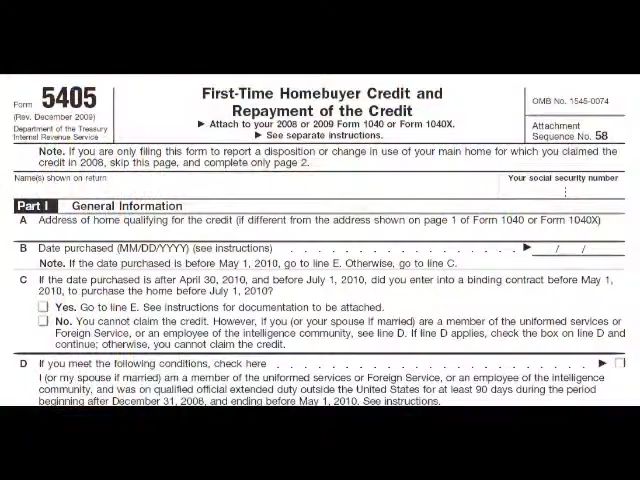 Form 5405
(Rev. December 2009)
Department of the Treasury
Internal Revenue Service
First-Time Homebuyer Credit and
Repayment of the Credit
▶ Attach to your 2008 or 2009 Form 1040 or Form 1040X.
▶ See separate instructions.
OMB No. 1545-0074
Attachment
Sequence No. 58
Note. If you are only filing this form to report a disposition or change in use of your main home for which you claimed the
credit in 2008, skip this page, and complete only page 2.
Name(s) shown on return
Your social security number
Part I General Information
A Address of home qualifying for the credit (if different from the address shown on page 1 of Form 1040 or Form 1040X)
B Date purchased (MM/DD/YYYY) (see instructions) . . . . . . . . . . . . . . . . ▶ / /
Note. If the date purchased is before May 1, 2010, go to line E. Otherwise, go to line C.
C If the date purchased is after April 30, 2010, and before July 1, 2010, did you enter into a binding contract before May 1,
2010, to purchase the home before July 1, 2010?
Yes. Go to line E. See instructions for documentation to be attached.
No. You cannot claim the credit. However, if you (or your spouse if married) are a member of the uniformed services or
Foreign Service, or an employee of the intelligence community, see line D. If line D applies, check the box on line D and
continue; otherwise, you cannot claim the credit.
D If you meet the following conditions, check here . . . . . . . . . . . . . . . . . . . . . . ▶
I (or my spouse if married) am a member of the uniformed services or Foreign Service, or an employee of the intelligence
community, and was on qualified official extended duty outside the United States for at least 90 days during the period
beginning after December 31, 2008, and ending before May 1, 2010. See instructions.